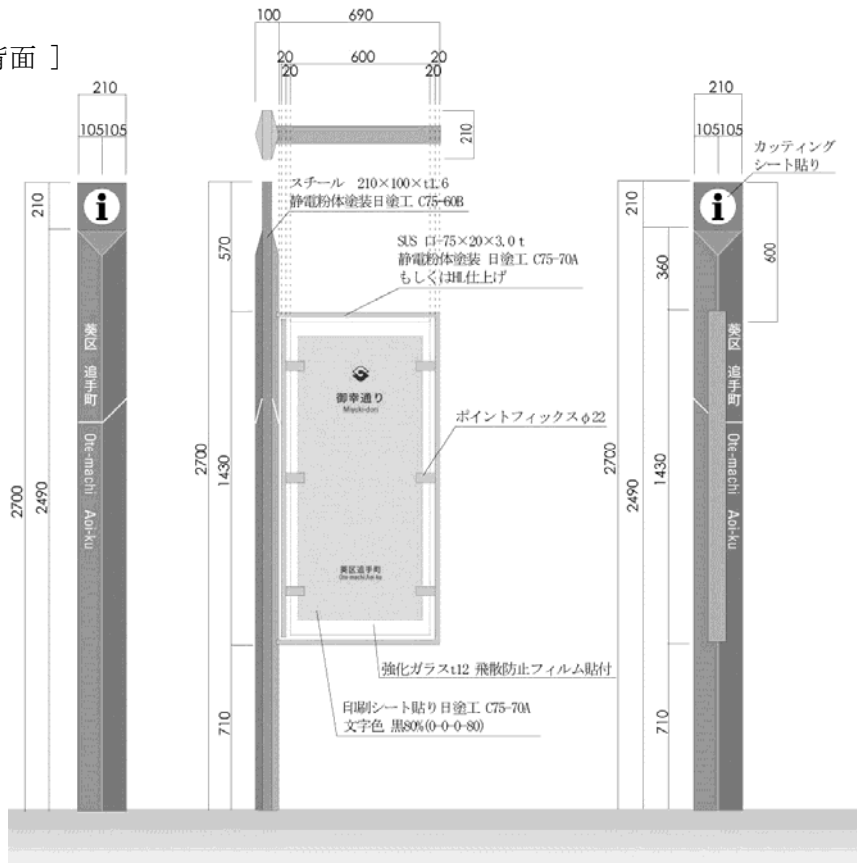 背面 ]
100 690
20 600 20
20 20
210
105 105
210
210
210
105 105
カッティング
シート貼り
スチール 210×100×t1.6
静電粉体塗装日塗工 C75-60B
SUS ロ-75×20×3.0t
静電粉体塗装 日塗工 C75-70A
もしくはHL仕上げ
i
i
210
570
360
600
葵区 追手町
Ote-machi Aoi-ku
御幸通り
Miyuki-dori
ポイントフィックスφ22
葵区 追手町
Ote-machi Aoi-ku
2700
2490
2700
1430
710
2700
2490
1430
710
葵区追手町
Ote-machi Aoi-ku
強化ガラスt12 飛散防止フィルム貼付
印刷シート貼り日塗工 C75-70A
文字色 黒80%(0-0-0-80)